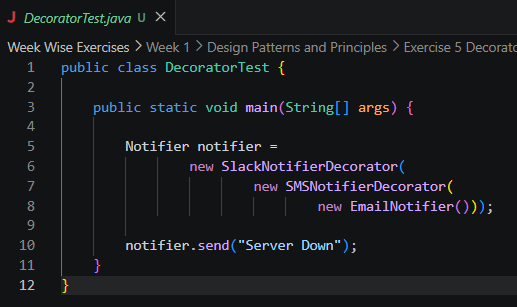 J DecoratorTest.java U ×
Week Wise Exercises > Week 1 > Design Patterns and Principles > Exercise 5 Decorato
1 public class DecoratorTest {
2
3     public static void main(String[] args) {
4
5         Notifier notifier =
6                 new SlackNotifierDecorator(
7                         new SMSNotifierDecorator(
8                                 new EmailNotifier()));
9
10         notifier.send("Server Down");
11     }
12 }